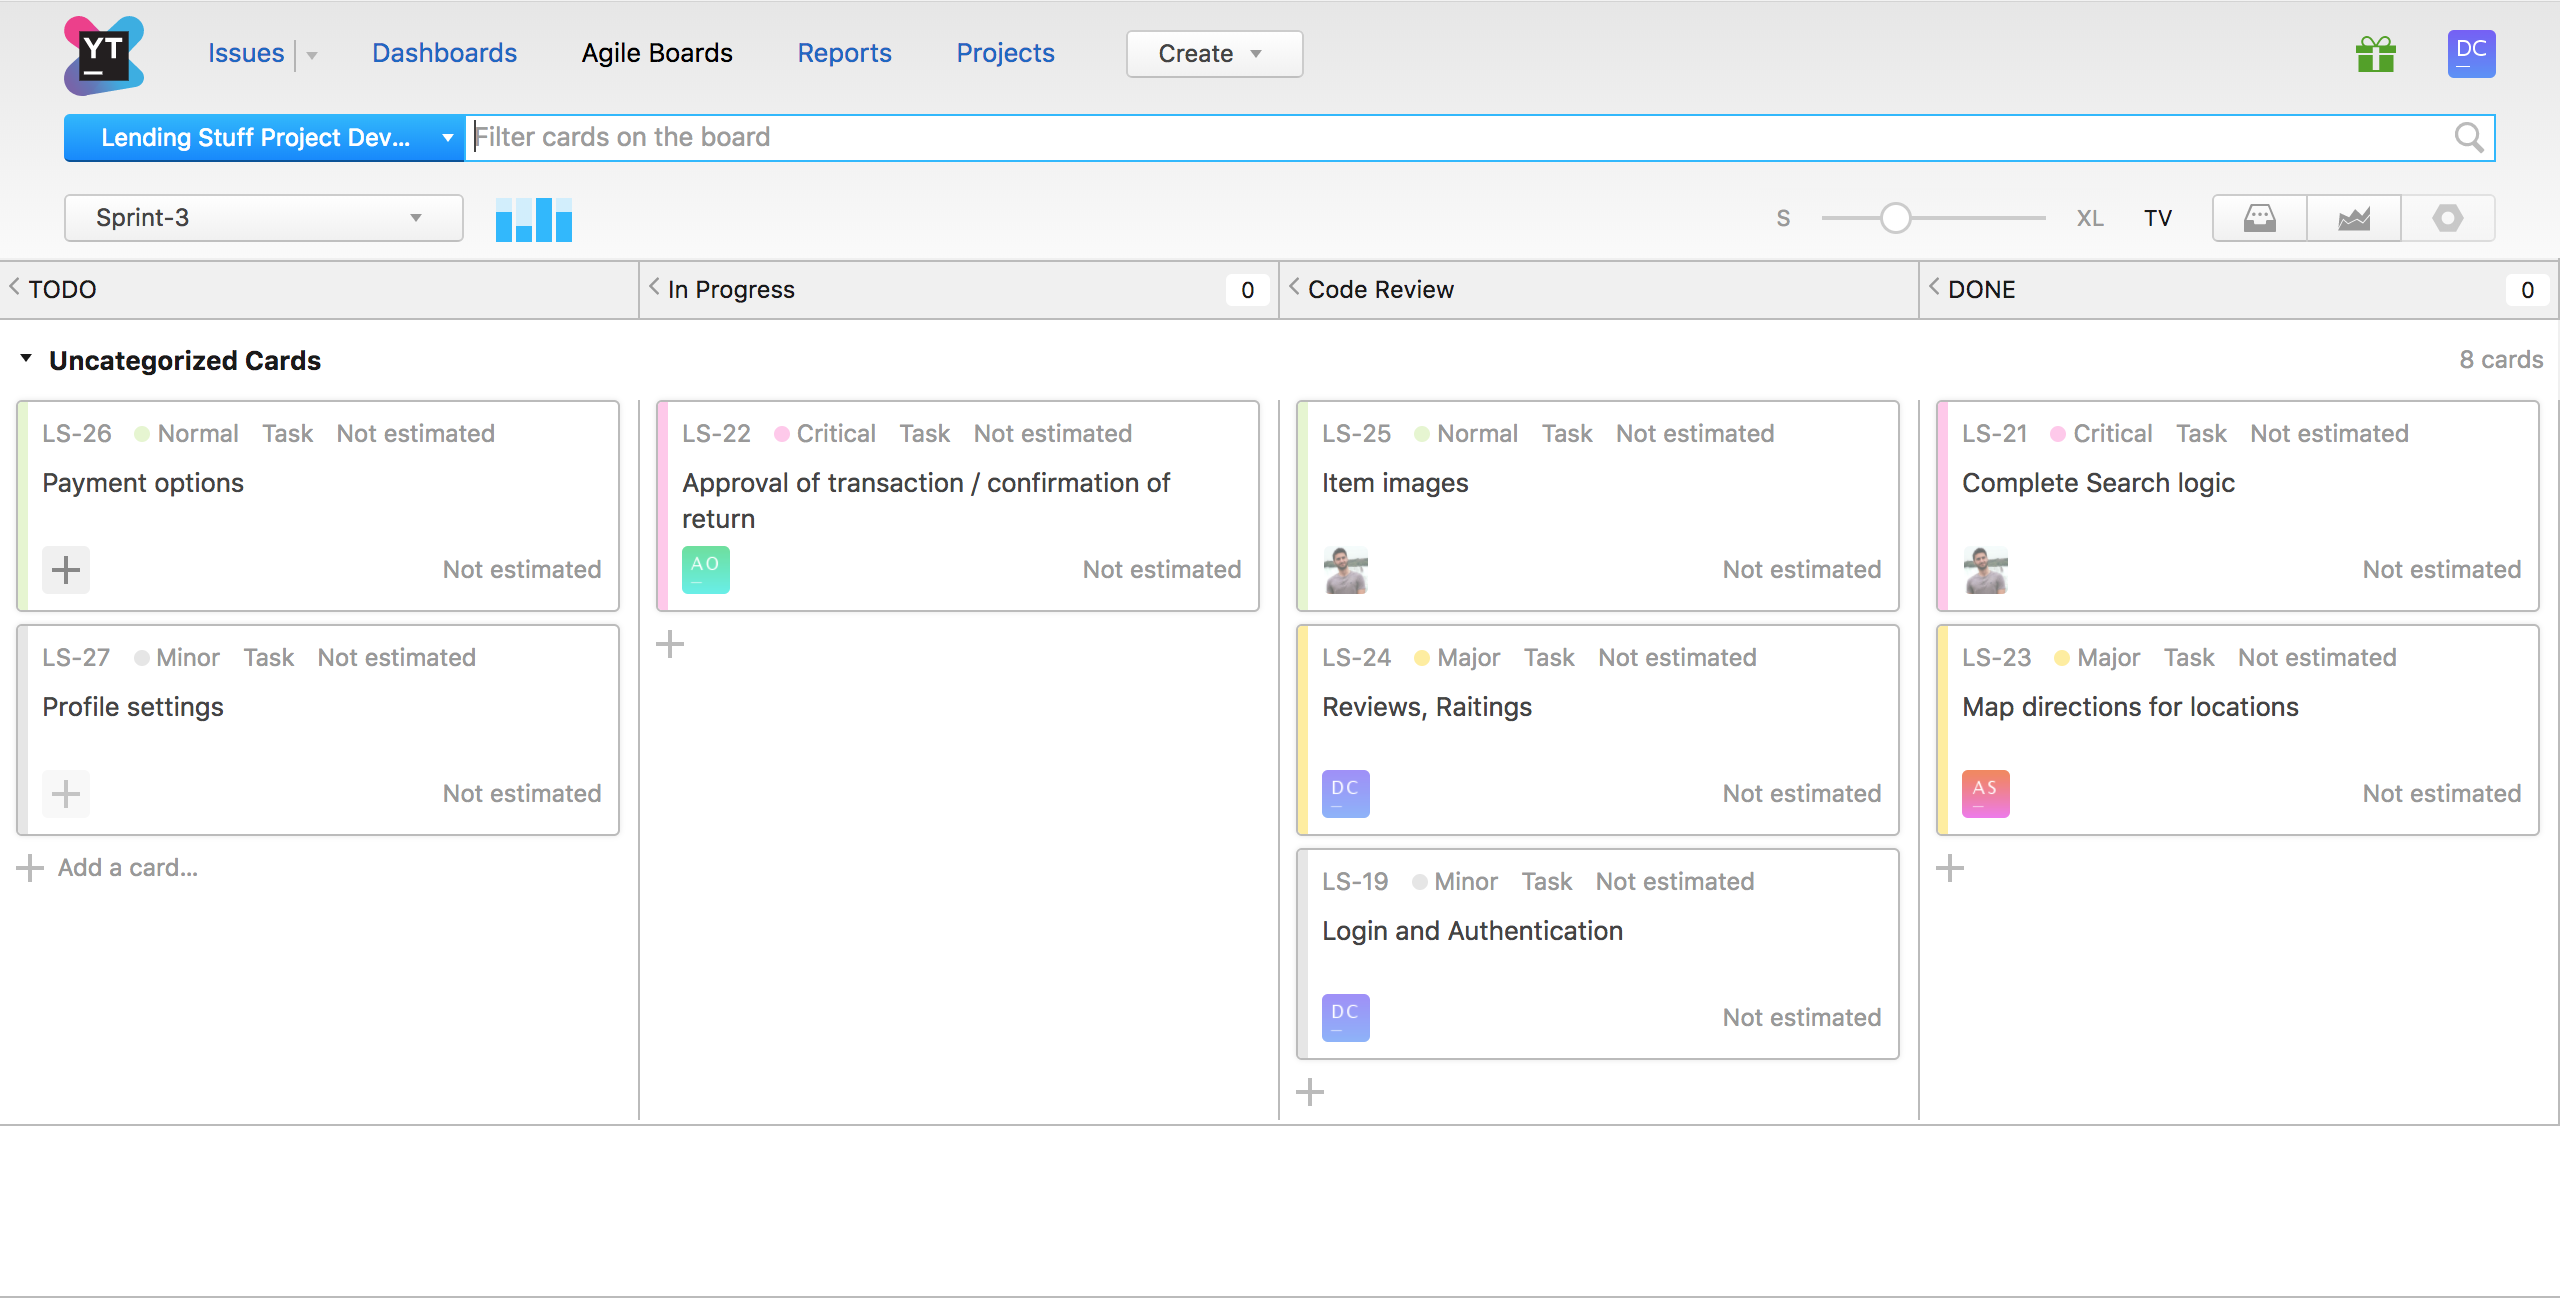 YT
Issues
Dashboards
Agile Boards
Reports
Projects
Create
DC
Lending Stuff Project Dev...
Filter cards on the board
Sprint-3
S
XL
TV
TODO
In Progress
0
Code Review
DONE
0
Uncategorized Cards
8 cards
LS-26 Normal Task Not estimated
Payment options
Not estimated
LS-27 Minor Task Not estimated
Profile settings
Not estimated
Add a card...
LS-22 Critical Task Not estimated
Approval of transaction / confirmation of
return
AO
Not estimated
LS-25 Normal Task Not estimated
Item images
Not estimated
LS-24 Major Task Not estimated
Reviews, Raitings
DC
Not estimated
LS-19 Minor Task Not estimated
Login and Authentication
DC
Not estimated
LS-21 Critical Task Not estimated
Complete Search logic
Not estimated
LS-23 Major Task Not estimated
Map directions for locations
AS
Not estimated